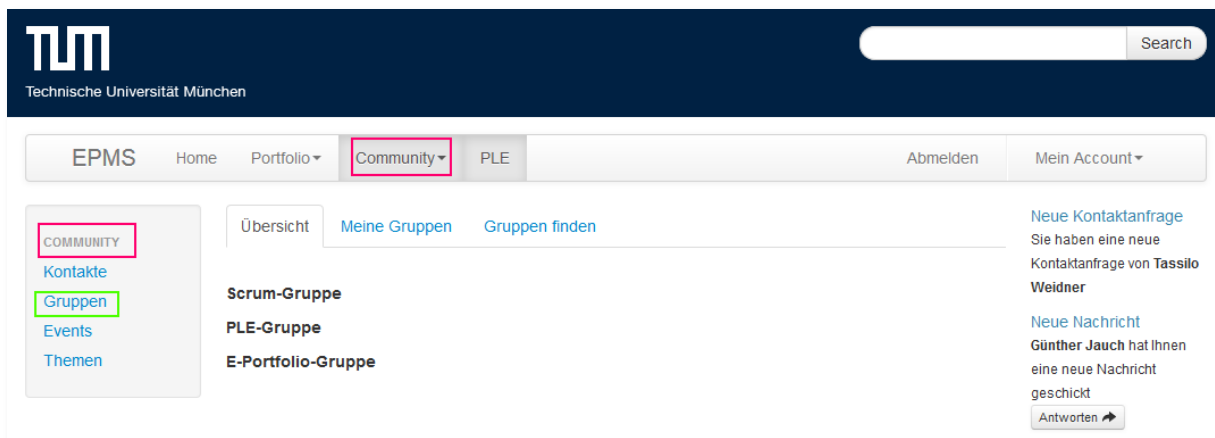 TUM
Technische Universität München
Search
EPMS Home Portfolio Community PLE Abmelden Mein Account
COMMUNITY
Kontakte
Gruppen
Events
Themen
Übersicht Meine Gruppen Gruppen finden
Scrum-Gruppe
PLE-Gruppe
E-Portfolio-Gruppe
Neue Kontaktanfrage
Sie haben eine neue
Kontaktanfrage von Tassilo
Weidner
Neue Nachricht
Günther Jauch hat Ihnen
eine neue Nachricht
geschickt
Antworten